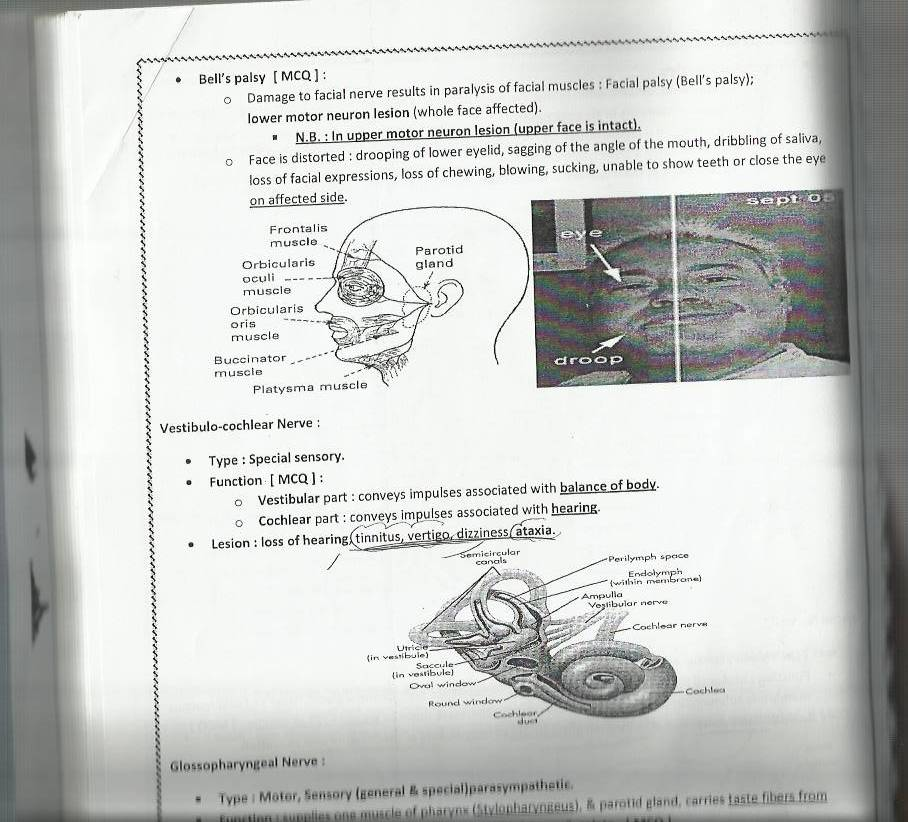 • Bell's palsy [ MCQ ] :
o Damage to facial nerve results in paralysis of facial muscles : Facial palsy (Bell's palsy);
lower motor neuron lesion (whole face affected).
▪ N.B. : In upper motor neuron lesion (upper face is intact).
o Face is distorted : drooping of lower eyelid, sagging of the angle of the mouth, dribbling of saliva,
loss of facial expressions, loss of chewing, blowing, sucking, unable to show teeth or close the eye
on affected side.
Frontalis
muscle
Orbicularis
oculi
muscle
Orbicularis
oris
muscle
Buccinator
muscle
Platysma muscle
Parotid
gland
sept 05
eye
droop
Vestibulo-cochlear Nerve :
• Type : Special sensory.
• Function [ MCQ ] :
o Vestibular part : conveys impulses associated with balance of body.
o Cochlear part : conveys impulses associated with hearing.
• Lesion : loss of hearing (tinnitus, vertigo, dizziness (ataxia.
Semicircular
canals
Perilymph space
Endolymph
(within membrane)
Ampulla
Vestibular nerve
Cochlear nerve
Utricle
(in vestibule)
Saccule
(in vestibule)
Oval window
Round window
Cochlear
duct
Cochlea
Glossopharyngeal Nerve :
▪ Type : Motor, Sensory (general & special)parasympathetic.
▪ Function : supplies one muscle of pharynx (Stylopharyngeus), & parotid gland, carries taste fibers from